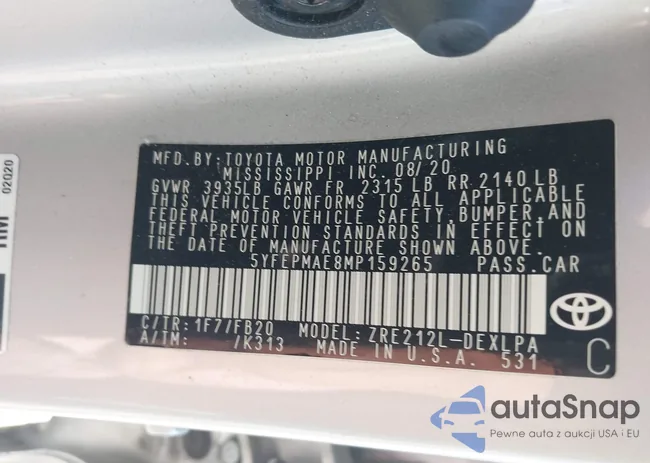 MFD. BY: TOYOTA MOTOR MANUFACTURING
MISSISSIPPI INC. 08/20
GVWR 3935LB GAWR FR 2315 LB RR 2140 LB
THIS VEHICLE CONFORMS TO ALL APPLICABLE
FEDERAL MOTOR VEHICLE SAFETY, BUMPER, AND
THEFT PREVENTION STANDARDS IN EFFECT ON
THE DATE OF MANUFACTURE SHOWN ABOVE.
5YFEPMAE8MP159265 PASS. CAR
C/TR: 1F7/FB20 MODEL: ZRE212L-DEXLPA
A/TM: /K313 MADE IN U.S.A. 531
C
02020
autaSnap
Pewne auta z aukcji USA i EU